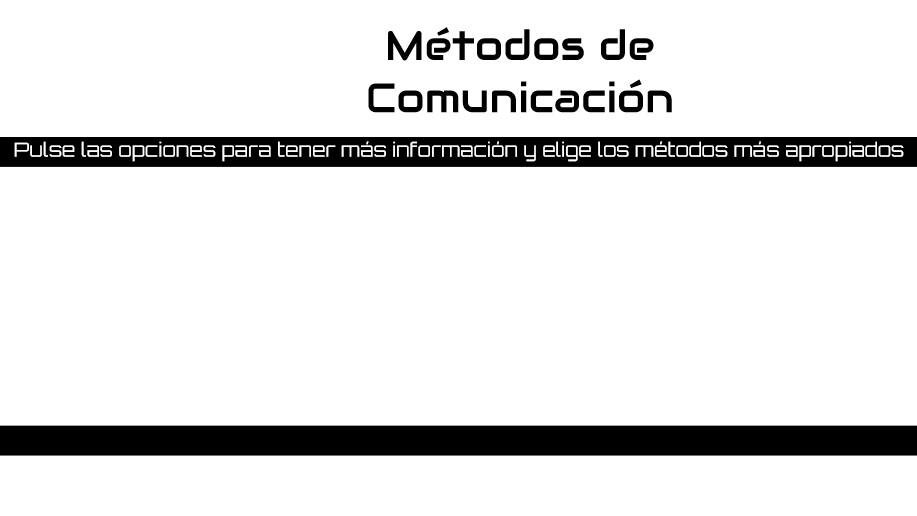 Métodos de
Comunicación
Pulse las opciones para tener más información y elige los métodos más apropiados